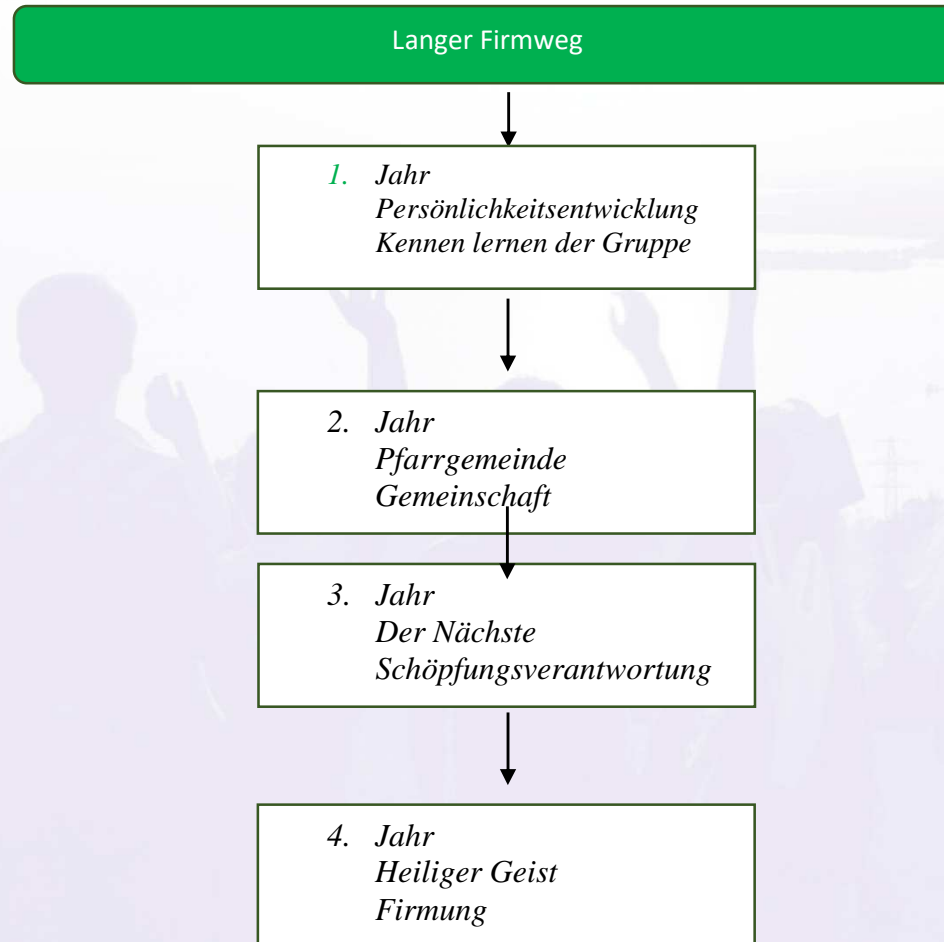 Langer Firmweg
1. Jahr
Persönlichkeitsentwicklung
Kennen lernen der Gruppe
2. Jahr
Pfarrgemeinde
Gemeinschaft
3. Jahr
Der Nächste
Schöpfungsverantwortung
4. Jahr
Heiliger Geist
Firmung